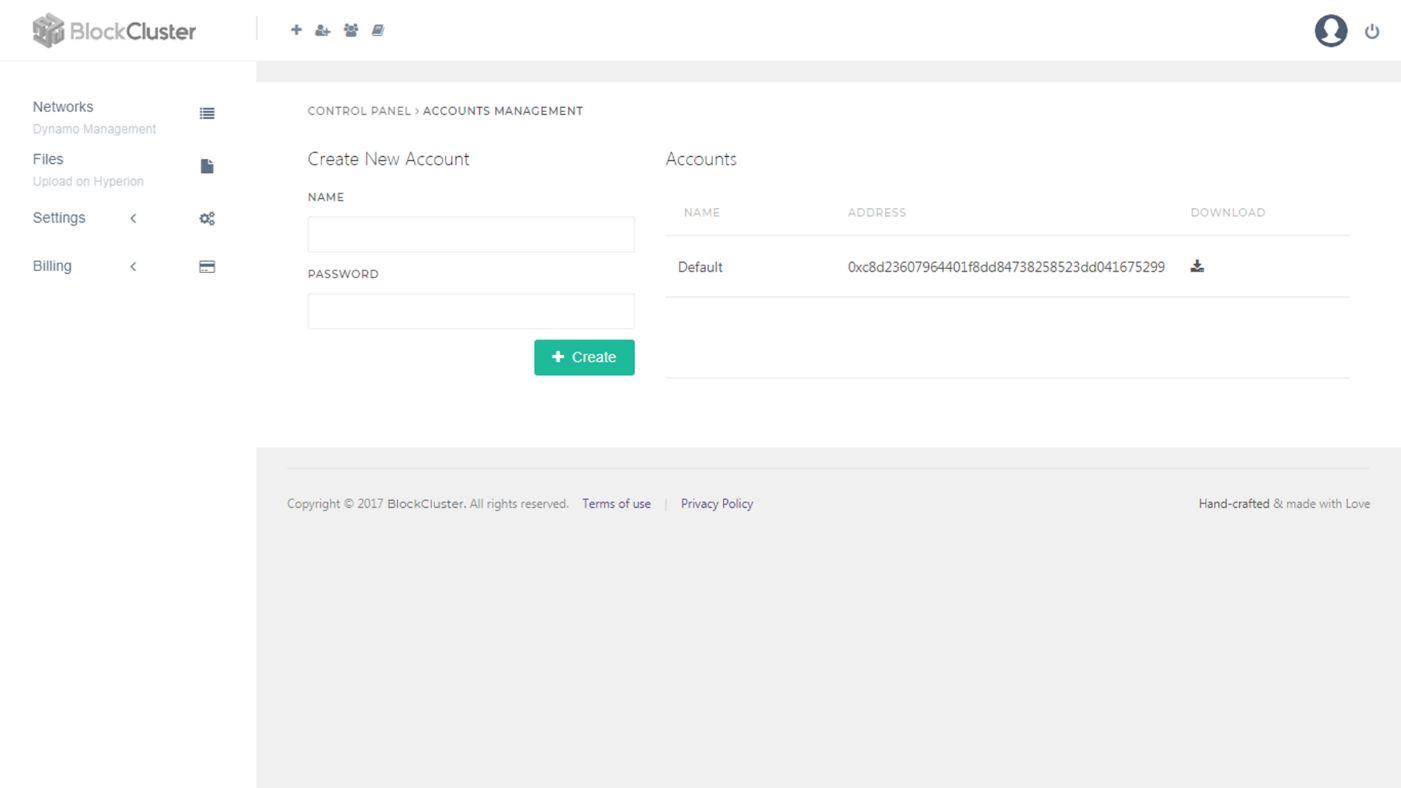 BlockCluster
Networks
Dynamo Management
Files
Upload on Hyperion
Settings
Billing
CONTROL PANEL > ACCOUNTS MANAGEMENT
Create New Account
NAME
PASSWORD
+ Create
Accounts
NAME ADDRESS DOWNLOAD
Default 0xc8d23607964401f8dd84738258523dd041675299
Copyright © 2017 BlockCluster. All rights reserved. Terms of use | Privacy Policy
Hand-crafted & made with Love